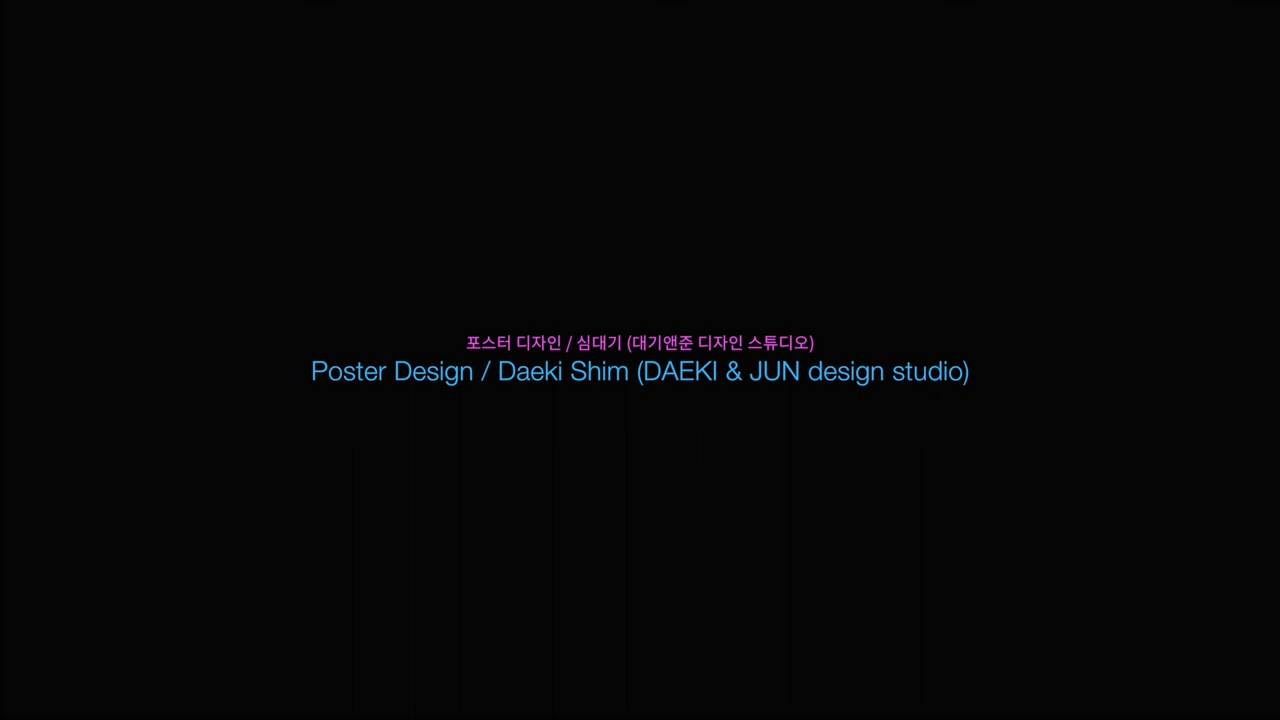 포스터 디자인 / 심대기 (대기앤준 디자인 스튜디오)
Poster Design / Daeki Shim (DAEKI & JUN design studio)